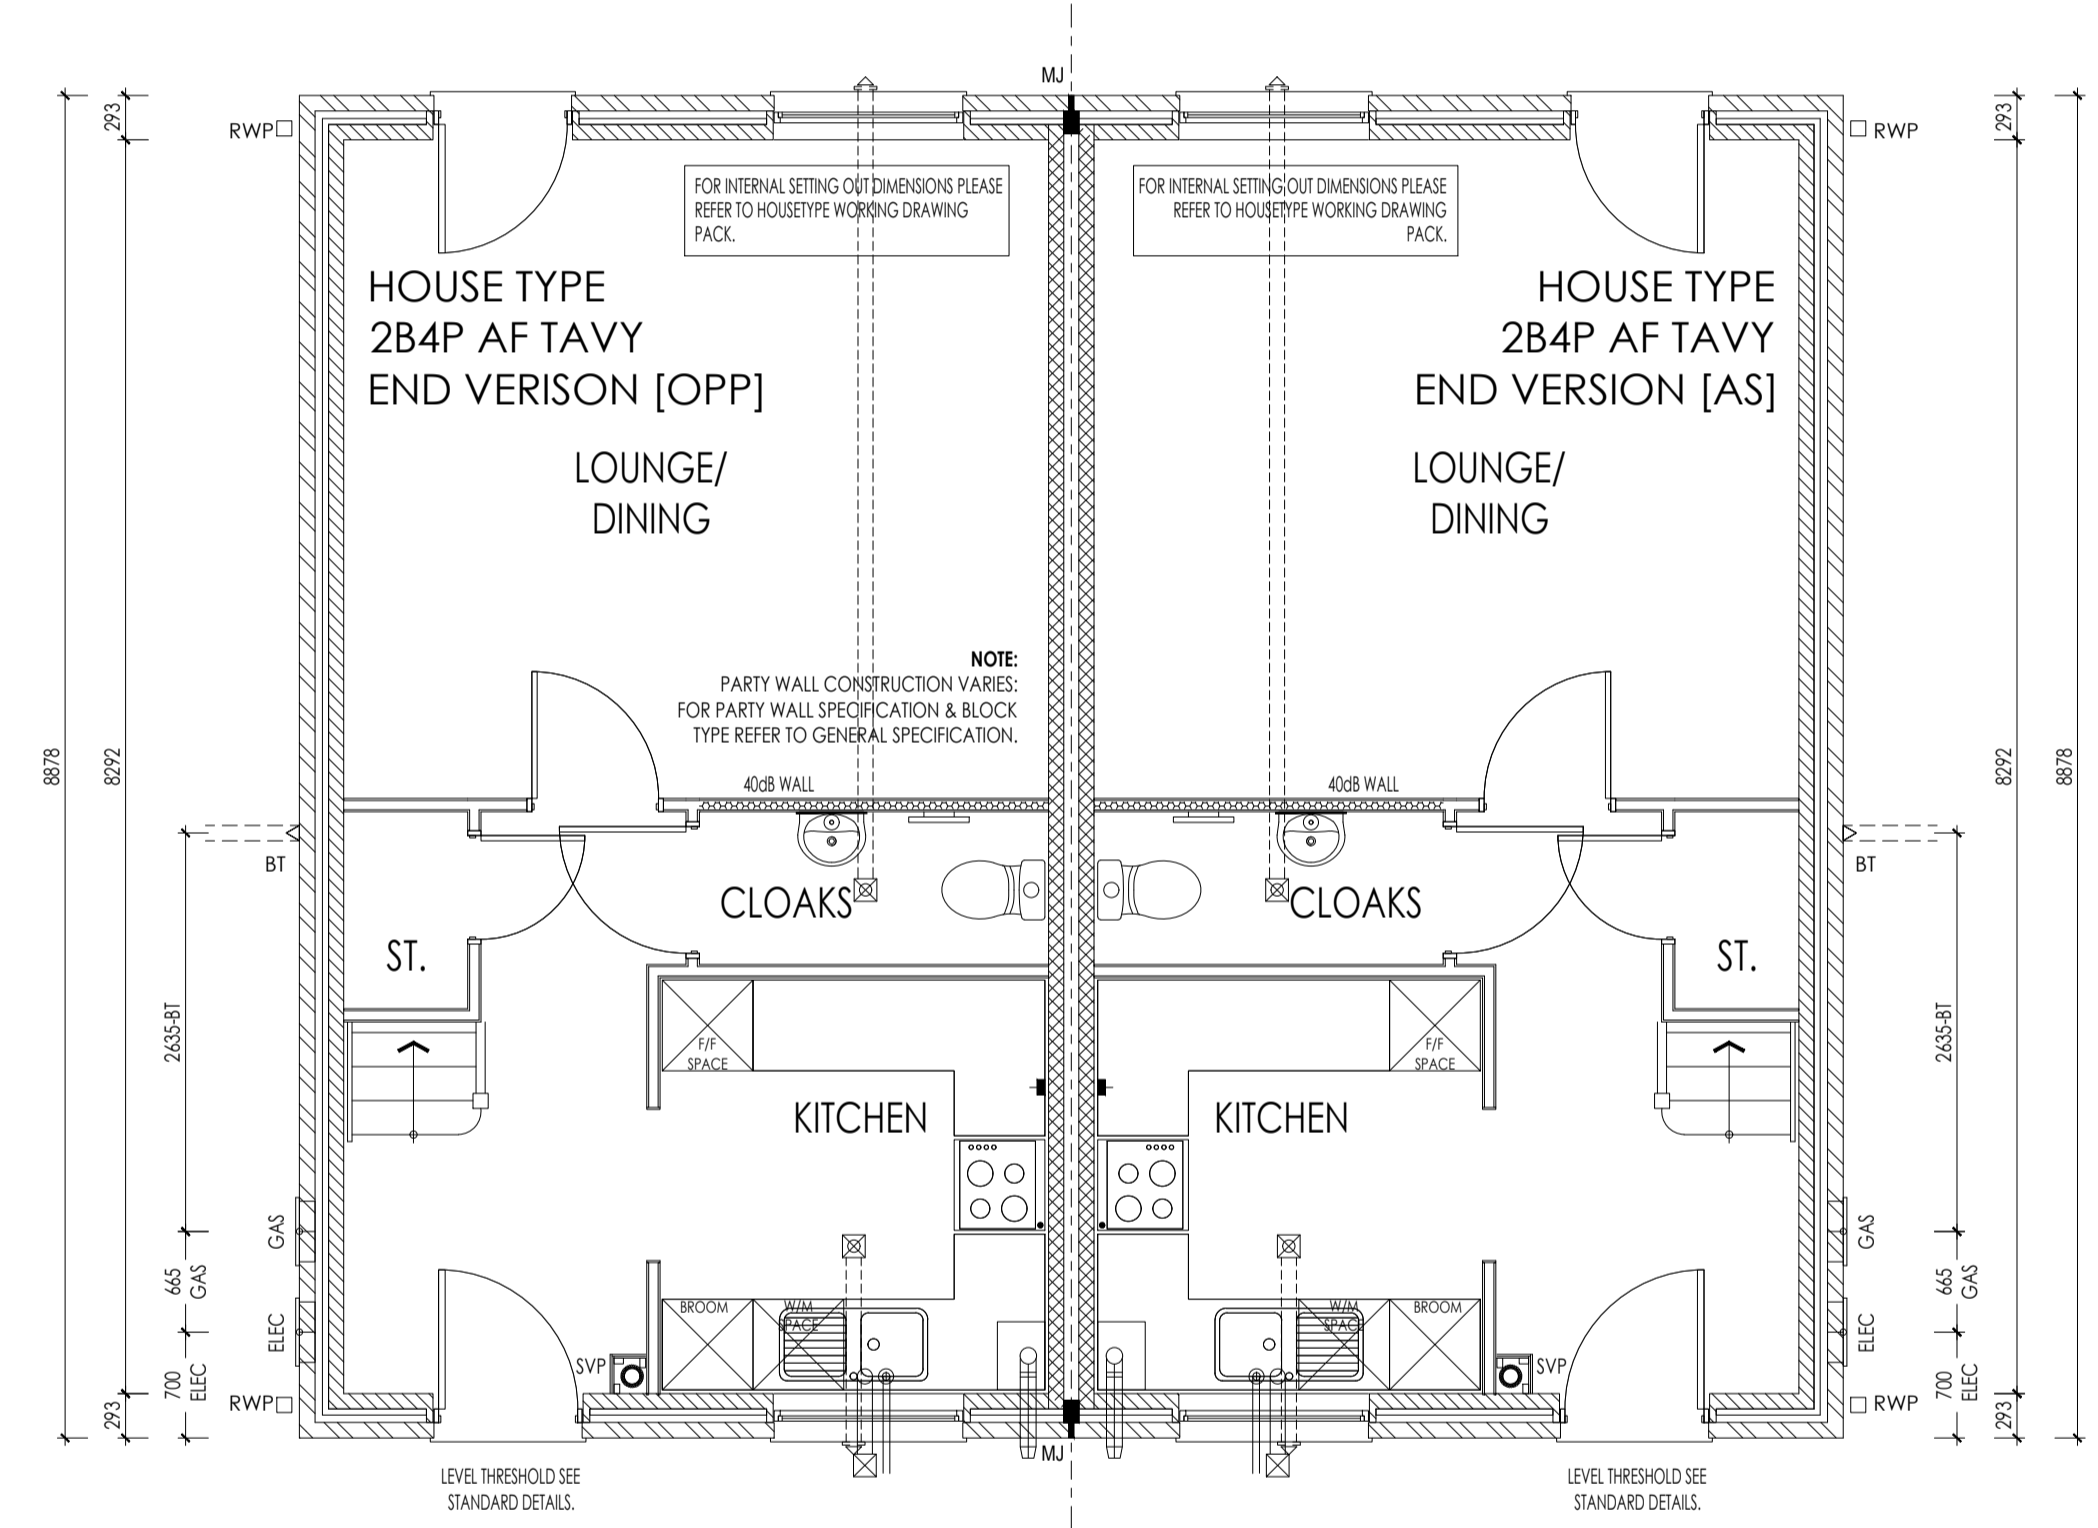 MJ
293
RWP
RWP
293
FOR INTERNAL SETTING OUT DIMENSIONS PLEASE
REFER TO HOUSETYPE WORKING DRAWING
PACK.
FOR INTERNAL SETTING OUT DIMENSIONS PLEASE
REFER TO HOUSETYPE WORKING DRAWING
PACK.
HOUSE TYPE
2B4P AF TAVY
END VERISON [OPP]
HOUSE TYPE
2B4P AF TAVY
END VERSION [AS]
LOUNGE/
DINING
LOUNGE/
DINING
NOTE:
PARTY WALL CONSTRUCTION VARIES:
FOR PARTY WALL SPECIFICATION & BLOCK
TYPE REFER TO GENERAL SPECIFICATION.
8878
8292
8292
8878
40dB WALL
40dB WALL
BT
BT
CLOAKS
CLOAKS
ST.
ST.
2635-BT
2635-BT
F/F
SPACE
F/F
SPACE
KITCHEN
KITCHEN
GAS
GAS
665
GAS
665
GAS
ELEC
ELEC
BROOM
W/M
SPACE
W/M
SPACE
BROOM
SVP
SVP
700
ELEC
700
ELEC
293
RWP
RWP
293
MJ
LEVEL THRESHOLD SEE
STANDARD DETAILS.
LEVEL THRESHOLD SEE
STANDARD DETAILS.